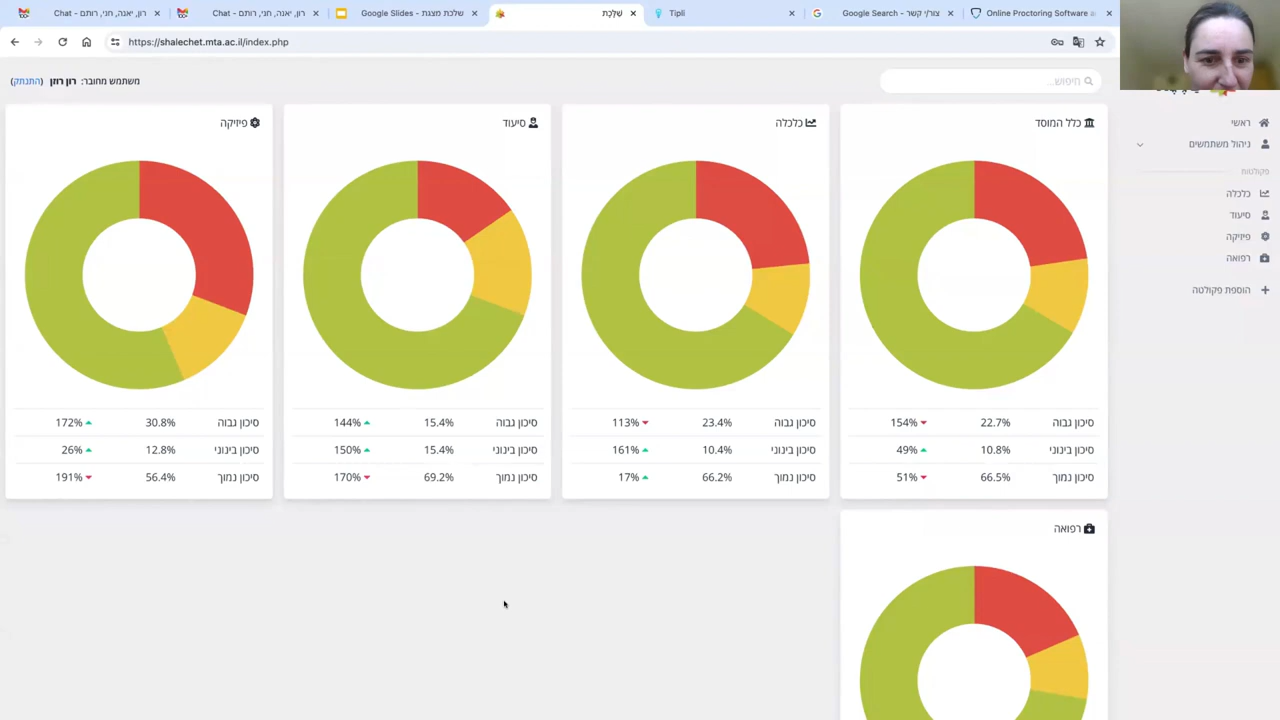 Chat - רון, יאנה, חני, רותם
Chat - רון, יאנה, חני, רותם
Google Slides - שלכת מצגת
שלכת
Tipli
Google Search - צור/י קשר
Online Proctoring Software
https://shalechet.mta.ac.il/index.php
חיפוש...
משתמש מחובר: רון רוזן (התנתק)
ראשי
ניהול משתמשים
פקולטות
כלכלה
סיעוד
פיזיקה
רפואה
הוספת פקולטה
כלל המוסד
סיכון גבוה 22.7% 154%
סיכון בינוני 10.8% 49%
סיכון נמוך 66.5% 51%
כלכלה
סיכון גבוה 23.4% 113%
סיכון בינוני 10.4% 161%
סיכון נמוך 66.2% 17%
סיעוד
סיכון גבוה 15.4% 144%
סיכון בינוני 15.4% 150%
סיכון נמוך 69.2% 170%
פיזיקה
סיכון גבוה 30.8% 172%
סיכון בינוני 12.8% 26%
סיכון נמוך 56.4% 191%
רפואה